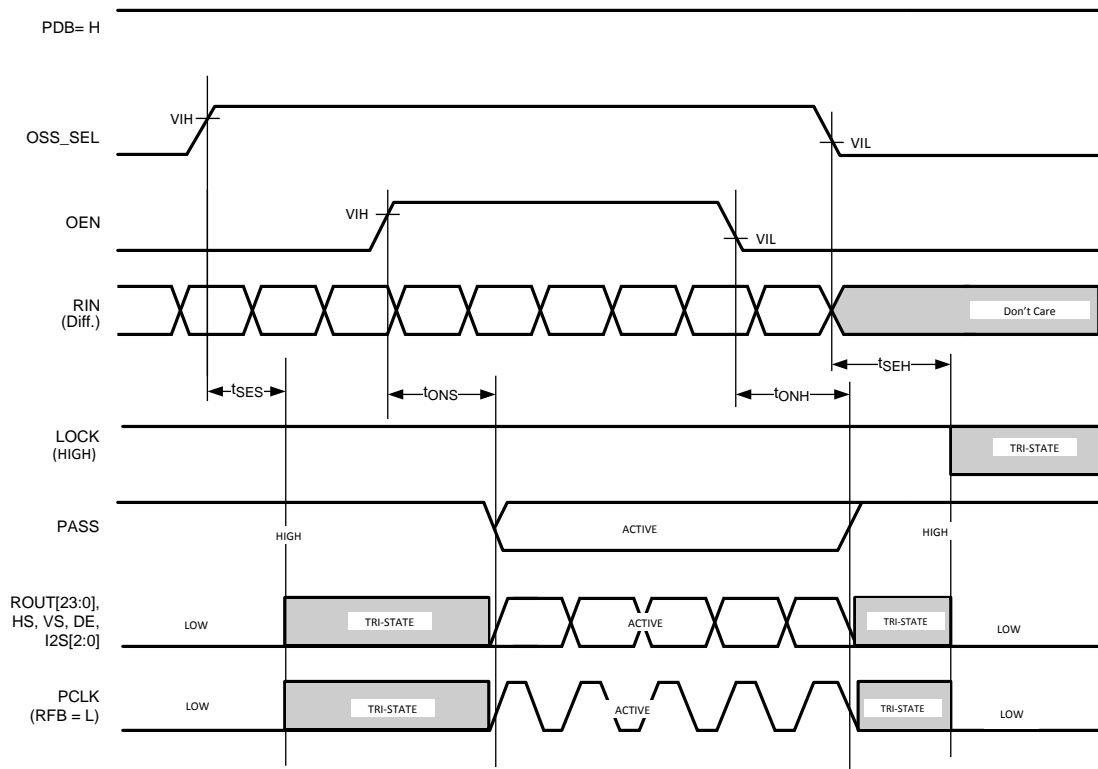 PDB= H
VIH
OSS_SEL
VIL
VIH
OEN
VIL
RIN
(Diff.)
Don't Care
tSES
tONS
tONH
tSEH
LOCK
(HIGH)
TRI-STATE
PASS
HIGH
ACTIVE
HIGH
ROUT[23:0],
HS, VS, DE,
I2S[2:0]
LOW
TRI-STATE
ACTIVE
TRI-STATE
LOW
PCLK
(RFB = L)
LOW
TRI-STATE
ACTIVE
TRI-STATE
LOW